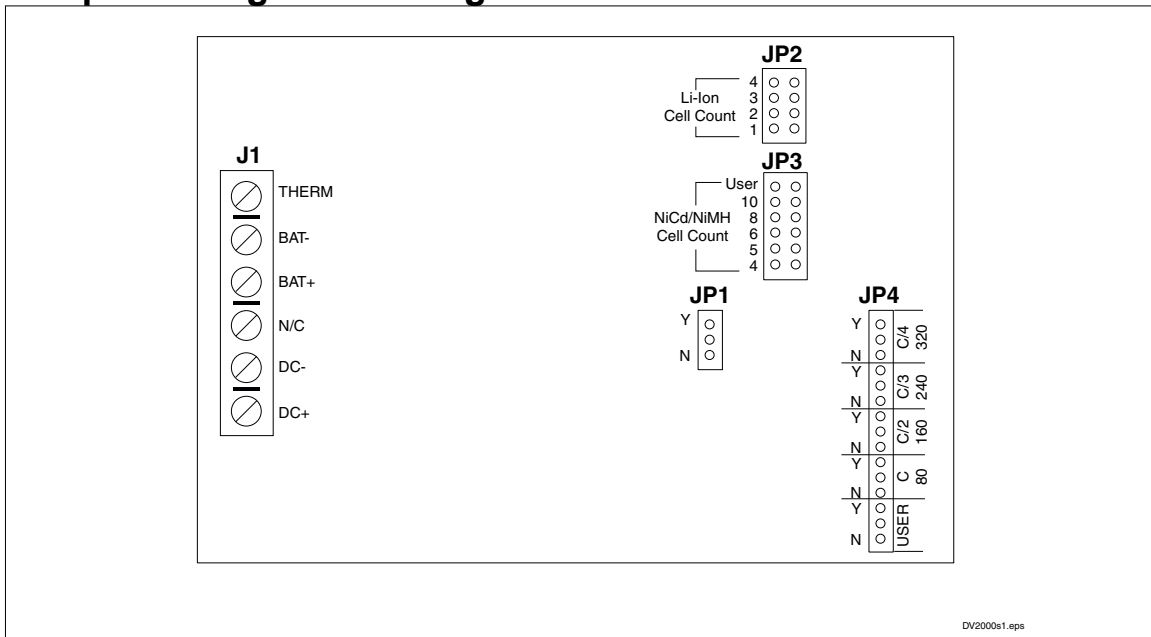 JP2
4
3
2
1
Li-Ion
Cell Count
J1
THERM
BAT-
BAT+
N/C
DC-
DC+
JP3
User
10
8
6
5
4
NiCd/NiMH
Cell Count
JP1
Y
N
JP4
Y
N
C/4
320
Y
N
C/3
240
Y
N
C/2
160
Y
N
C
80
Y
N
USER
DV2000s1.eps